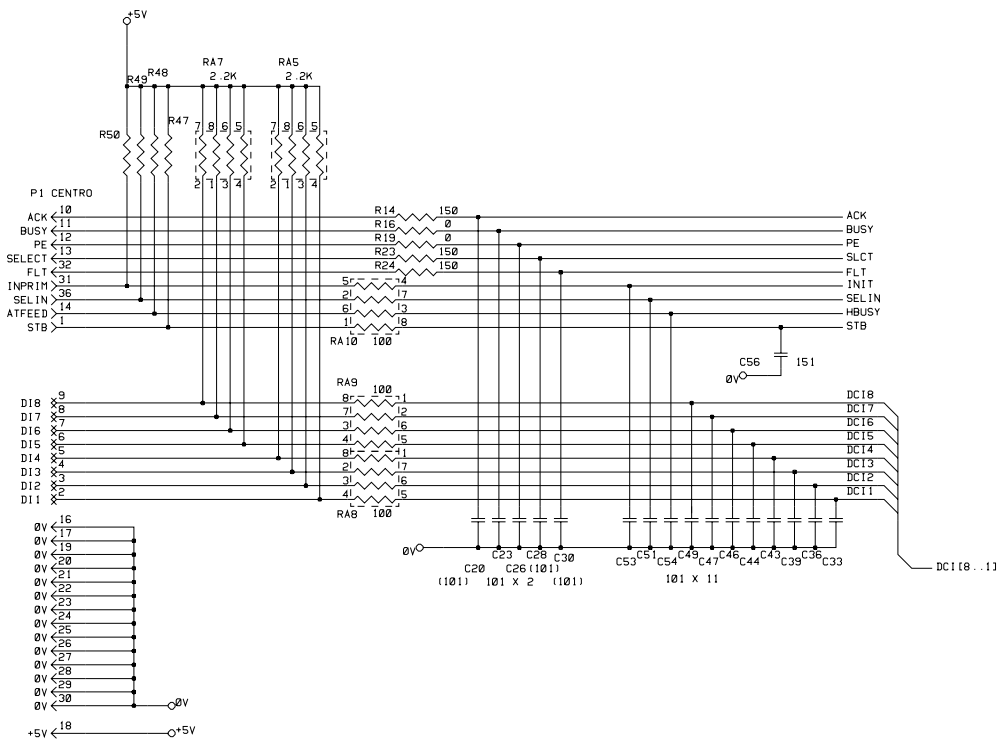 +5V
R48
R49
RA7
RA5
2.2K
2.2K
R47
R50
7 8 6 5
7 8 6 5
2 1 3 4
2 1 3 4
P1 CENTRO
ACK 10 R14 150 ACK
BUSY 11 R16 0 BUSY
PE 12 R19 0 PE
SELECT 13 R23 150 SLCT
FLT 32 R24 150 FLT
INPRIM 31 5 4 INIT
SELIN 36 2 7 SELIN
ATFEED 14 6 3 HBUSY
STB 1 1 8 STB
RA10 100
C56 151
0V
RA9 100
DI8 9 8 1 DCI8
DI7 8 7 2 DCI7
DI6 7 3 6 DCI6
DI5 6 4 5 DCI5
DI4 5 8 1 DCI4
DI3 4 2 7 DCI3
DI2 3 3 6 DCI2
DI1 2 4 5 DCI1
RA8 100
0V 16
0V 17
0V 19
0V 20
0V 21
0V 22
0V 23
0V 24
0V 25
0V 26
0V 27
0V 28
0V 29
0V 30 0V
+5V 18 +5V
0V
C23 C28 C30 C53 C51 C54 C49 C47 C46 C44 C43 C39 C36 C33
C20 C26 (101)
(101) 101 X 2 (101) 101 X 11
DCI[8..1]